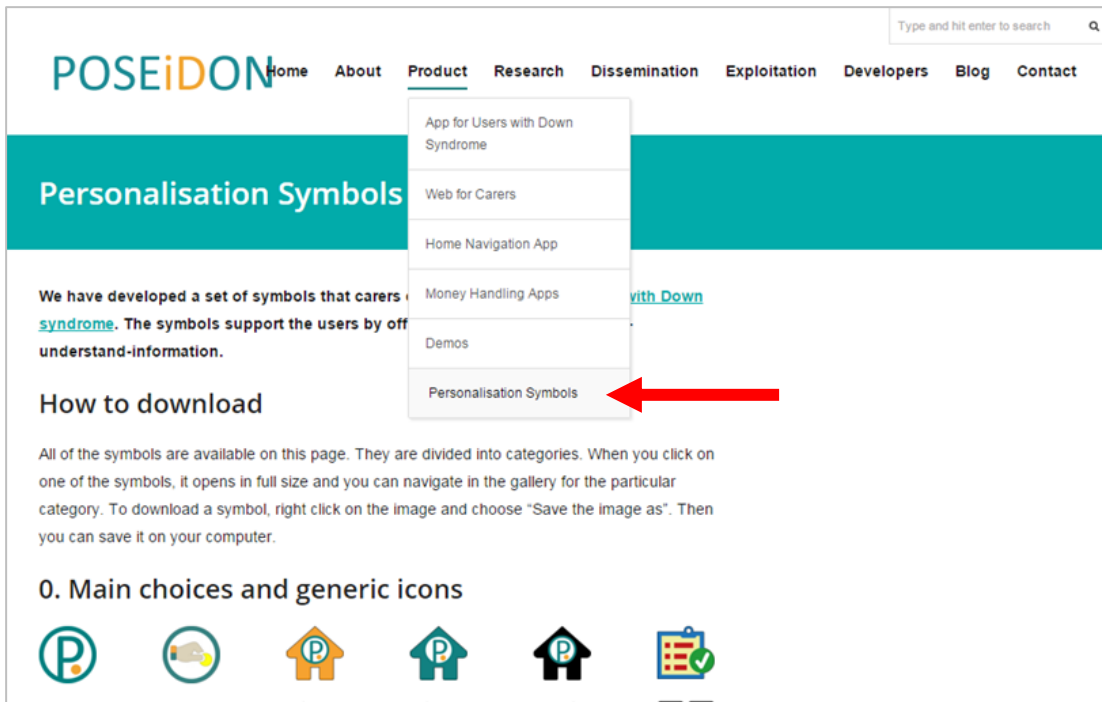 Type and hit enter to search
POSEiDON
Home About Product Research Dissemination Exploitation Developers Blog Contact
App for Users with Down
Syndrome
Web for Carers
Home Navigation App
Money Handling Apps
Demos
Personalisation Symbols
Personalisation Symbols
We have developed a set of symbols that carers with Down
syndrome. The symbols support the users by off
understand-information.
How to download
All of the symbols are available on this page. They are divided into categories. When you click on
one of the symbols, it opens in full size and you can navigate in the gallery for the particular
category. To download a symbol, right click on the image and choose “Save the image as”. Then
you can save it on your computer.
0. Main choices and generic icons
P. P. P. P.